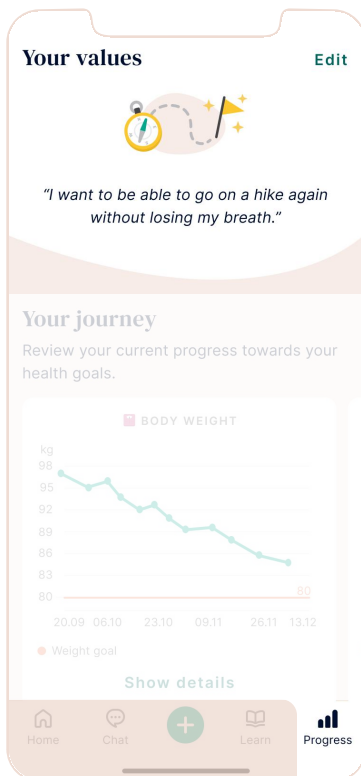 Your values
Edit
“I want to be able to go on a hike again
without losing my breath.”
Your journey
Review your current progress towards your
health goals.
BODY WEIGHT
kg
98
95
92
89
86
83
80
80
20.09 06.10 23.10 09.11 26.11 13.12
Weight goal
Show details
Home Chat Learn Progress